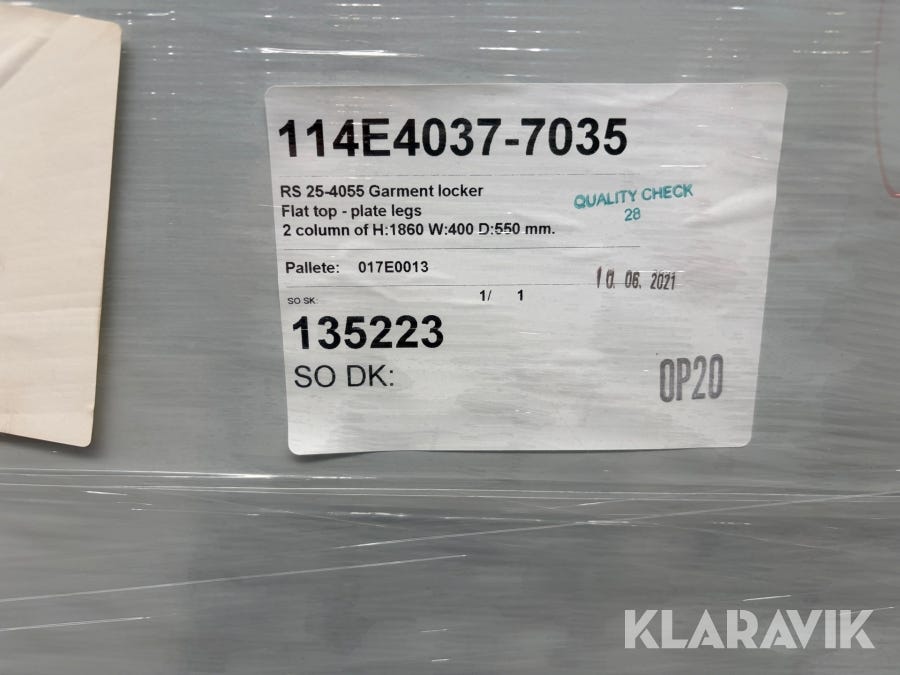 114E4037-7035
RS 25-4055 Garment locker
Flat top - plate legs
2 column of H:1860 W:400 D:550 mm.
QUALITY CHECK
28
Pallete: 017E0013
10. 06. 2021
SO SK: 1/ 1
135223
SO DK:
OP20
KLARAVIK